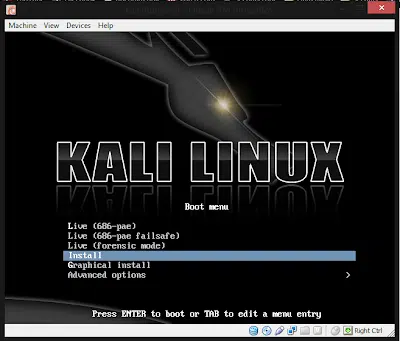 Machine View Devices Help
KALI LINUX
Boot menu
Live (686-pae)
Live (686-pae failsafe)
Live (forensic mode)
Install
Graphical install
Advanced options >
Press ENTER to boot or TAB to edit a menu entry
Right Ctrl